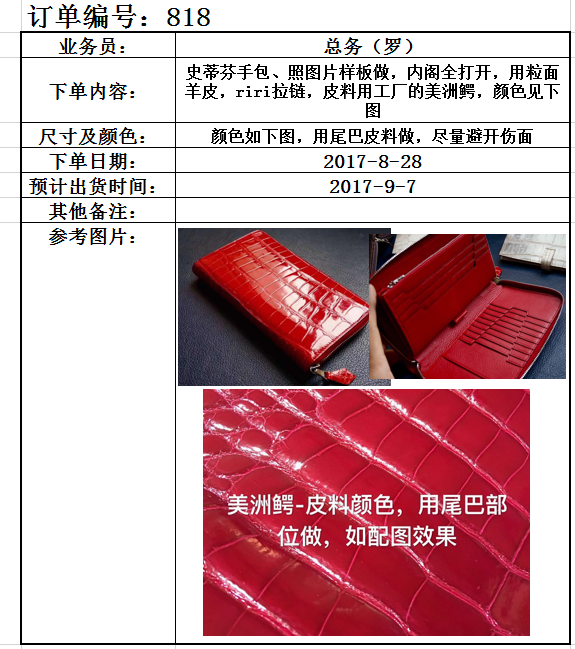 订单编号：818
业务员：
总务（罗）
下单内容：
史蒂芬手包、照图片样板做，内阁全打开，用粒面
羊皮，riri拉链，皮料用工厂的美洲鳄，颜色见下
图
尺寸及颜色：
颜色如下图，用尾巴皮料做，尽量避开伤面
下单日期：
2017-8-28
预计出货时间：
2017-9-7
其他备注：
参考图片：
美洲鳄-皮料颜色，用尾巴部
位做，如配图效果